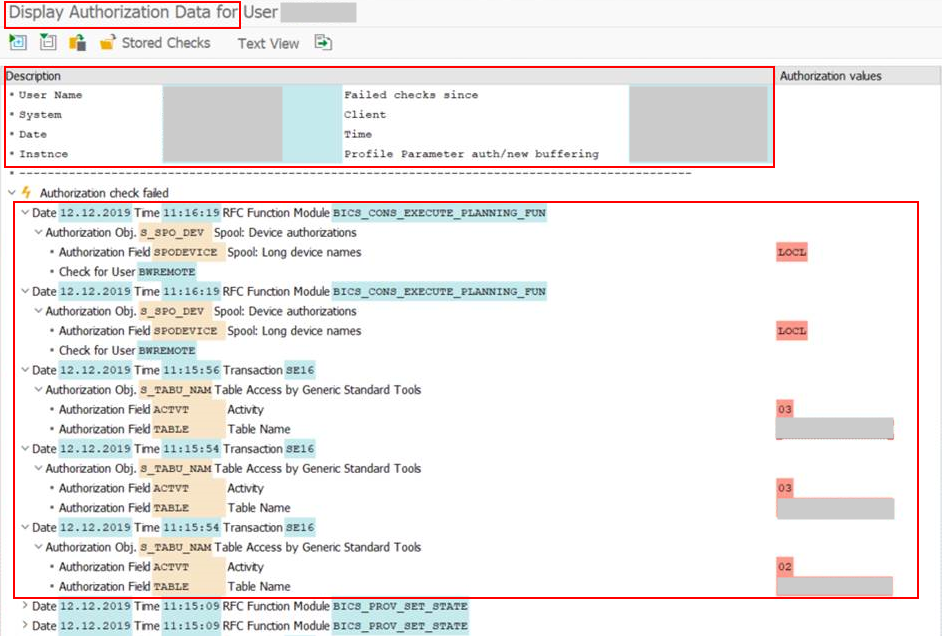 Display Authorization Data for User
Stored Checks Text View
Description Authorization values
• User Name Failed checks since
• System Client
• Date Time
• Instnce Profile Parameter auth/new buffering
• --------------------------------------------------------------------------------
Authorization check failed
Date 12.12.2019 Time 11:16:19 RFC Function Module BICS_CONS_EXECUTE_PLANNING_FUN
Authorization Obj. S_SPO_DEV Spool: Device authorizations
• Authorization Field SPODEVICE Spool: Long device names LOCL
• Check for User BWREMOTE
Date 12.12.2019 Time 11:16:19 RFC Function Module BICS_CONS_EXECUTE_PLANNING_FUN
Authorization Obj. S_SPO_DEV Spool: Device authorizations
• Authorization Field SPODEVICE Spool: Long device names LOCL
• Check for User BWREMOTE
Date 12.12.2019 Time 11:15:56 Transaction SE16
Authorization Obj. S_TABU_NAM Table Access by Generic Standard Tools
• Authorization Field ACTVT Activity 03
• Authorization Field TABLE Table Name
Date 12.12.2019 Time 11:15:54 Transaction SE16
Authorization Obj. S_TABU_NAM Table Access by Generic Standard Tools
• Authorization Field ACTVT Activity 03
• Authorization Field TABLE Table Name
Date 12.12.2019 Time 11:15:54 Transaction SE16
Authorization Obj. S_TABU_NAM Table Access by Generic Standard Tools
• Authorization Field ACTVT Activity 02
• Authorization Field TABLE Table Name
Date 12.12.2019 Time 11:15:09 RFC Function Module BICS_PROV_SET_STATE
Date 12.12.2019 Time 11:15:09 RFC Function Module BICS_PROV_SET_STATE